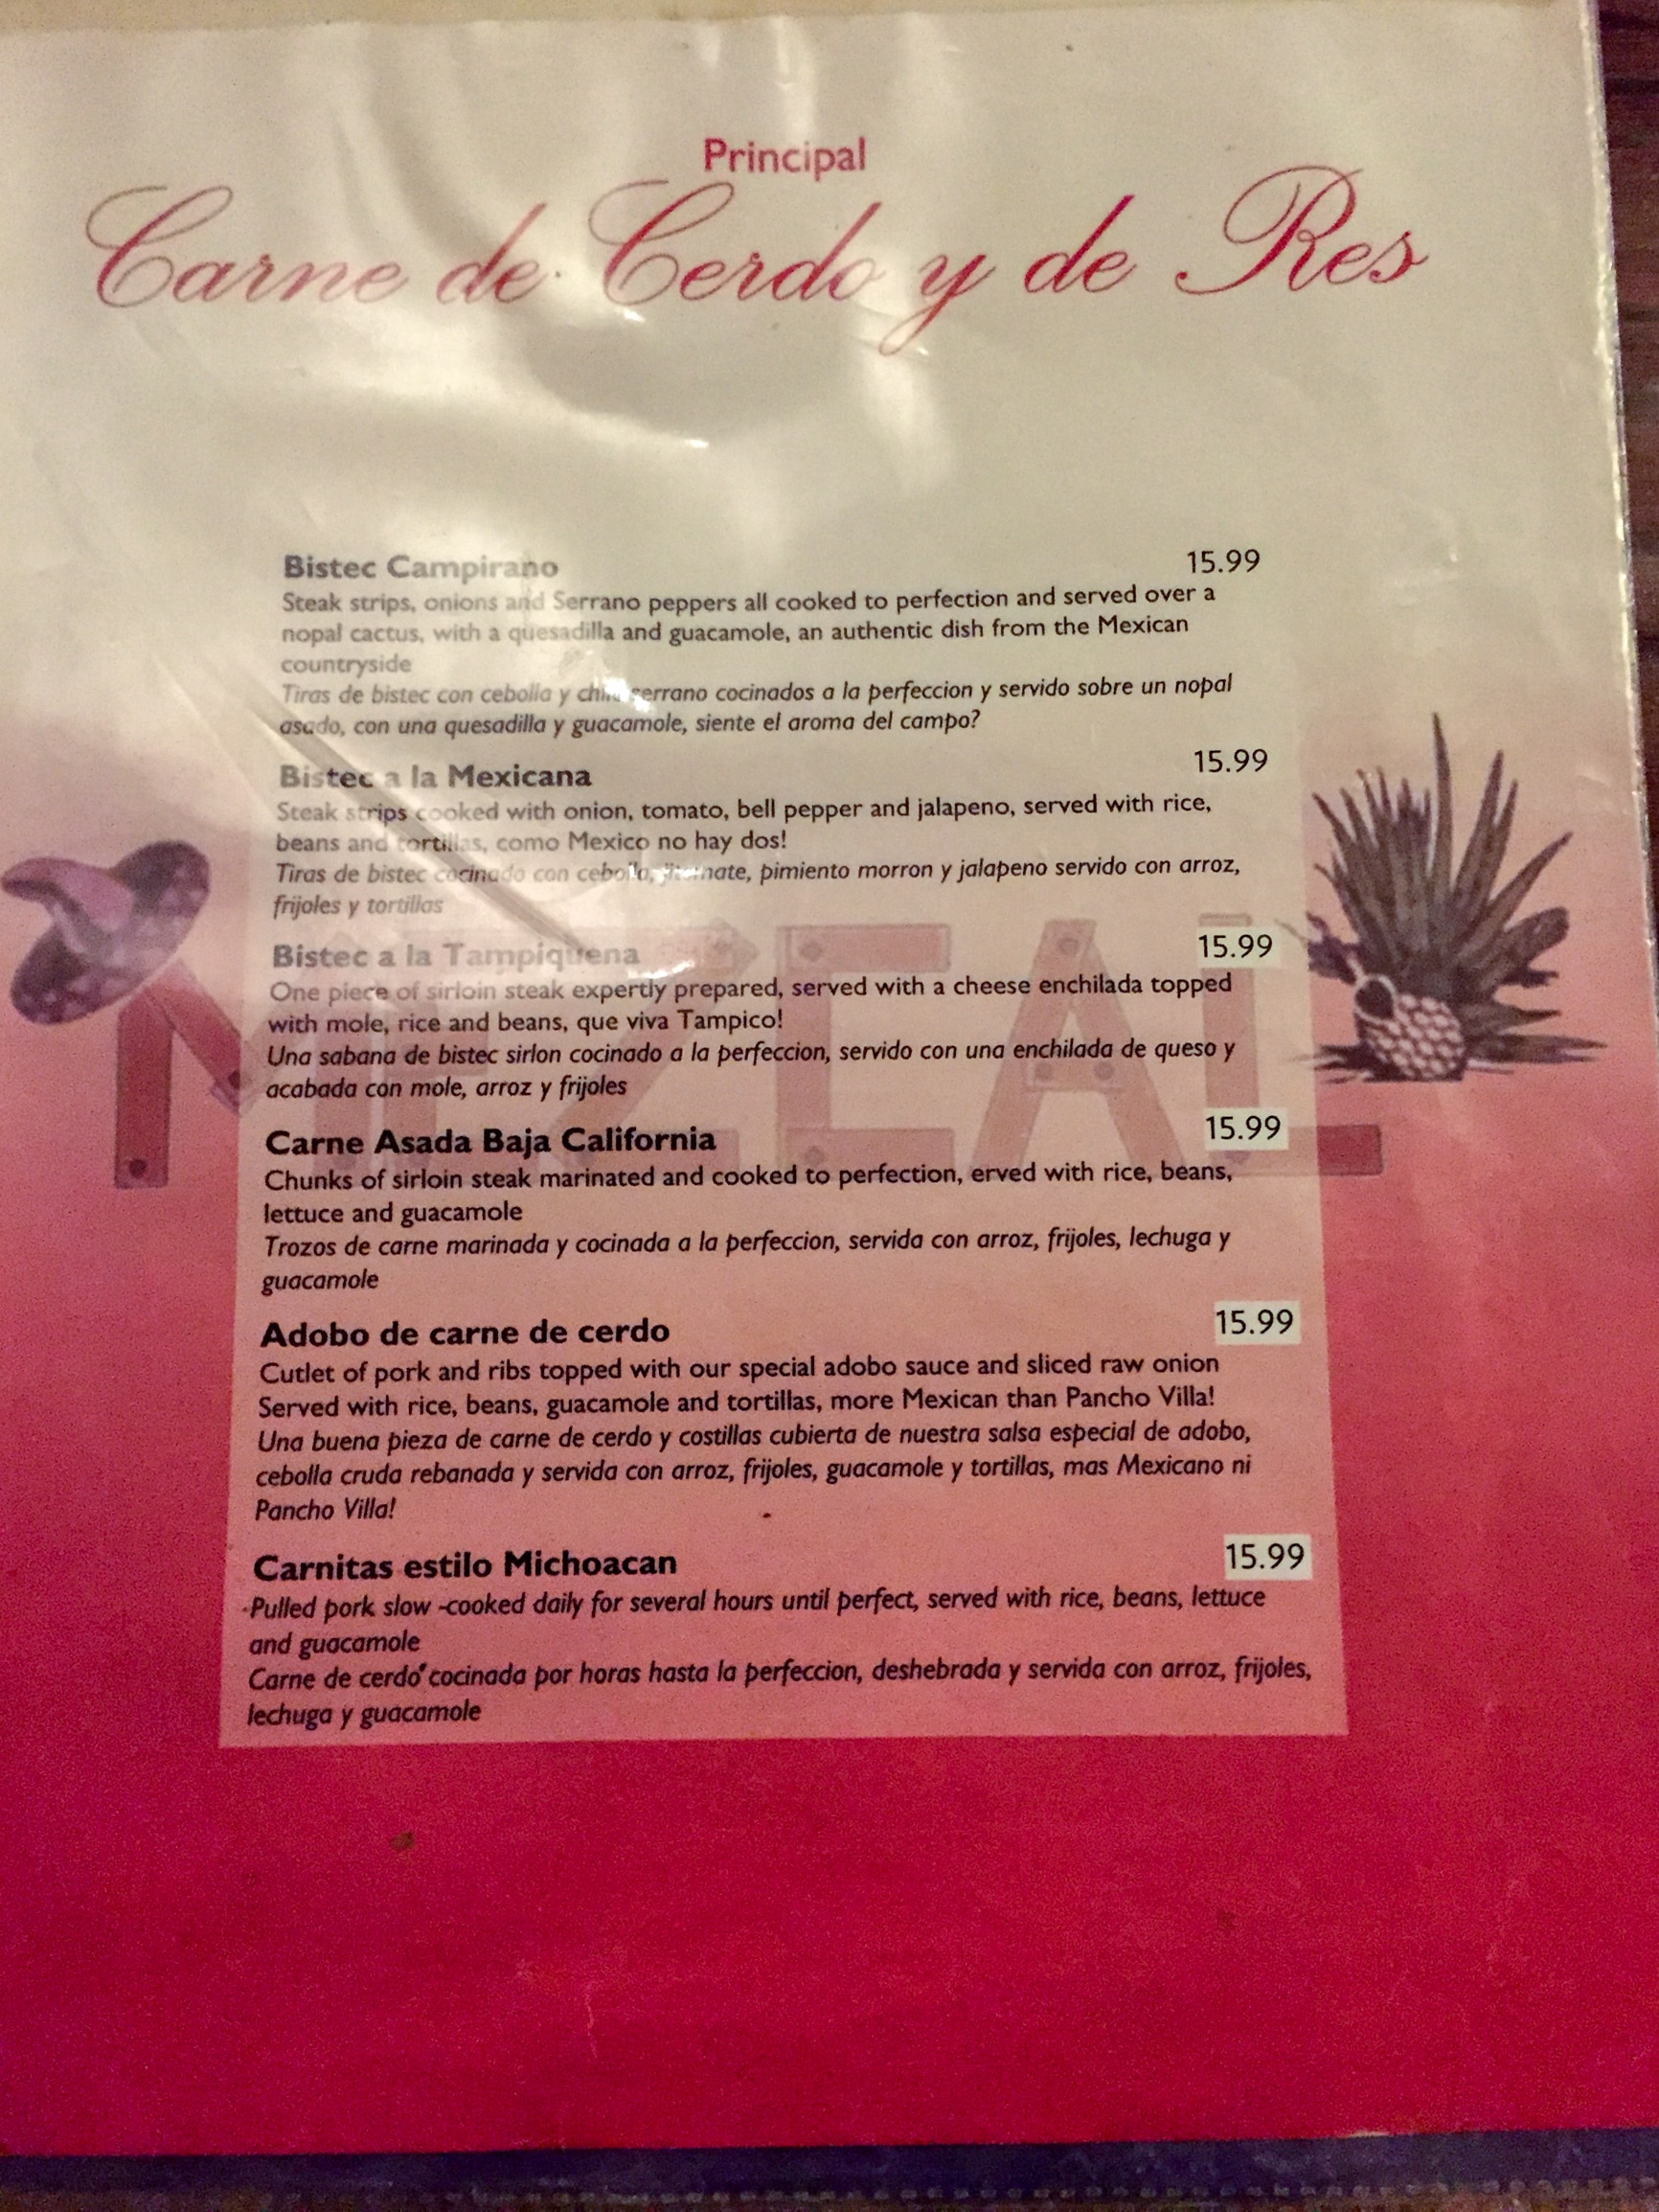 Principal
Carne de Cerdo y de Res
Bistec Campirano 15.99
Steak strips, onions and Serrano peppers all cooked to perfection and served over a
nopal cactus, with a quesadilla and guacamole, an authentic dish from the Mexican
countryside
Tiras de bistec con cebolla y serrano cocinados a la perfeccion y servido sobre un nopal
asado, con una quesadilla y guacamole, siente el aroma del campo?
Bistec a la Mexicana 15.99
Steak strips cooked with onion, tomato, bell pepper and jalapeno, served with rice,
beans and tortillas, como Mexico no hay dos!
Tiras de bistec cocinado con cebolla, pimiento morron y jalapeno servido con arroz,
frijoles y tortillas
Bistec a la Tampiquena 15.99
One piece of sirloin steak expertly prepared, served with a cheese enchilada topped
with mole, rice and beans, que viva Tampico!
Una sabana de bistec sirlon cocinado a la perfeccion, servido con una enchilada de queso y
acabada con mole, arroz y frijoles
Carne Asada Baja California 15.99
Chunks of sirloin steak marinated and cooked to perfection, erved with rice, beans,
lettuce and guacamole
Trozos de carne marinada y cocinada a la perfeccion, servida con arroz, frijoles, lechuga y
guacamole
Adobo de carne de cerdo 15.99
Cutlet of pork and ribs topped with our special adobo sauce and sliced raw onion
Served with rice, beans, guacamole and tortillas, more Mexican than Pancho Villa!
Una buena pieza de carne de cerdo y costillas cubierta de nuestra salsa especial de adobo,
cebolla cruda rebanada y servida con arroz, frijoles, guacamole y tortillas, mas Mexicano ni
Pancho Villa!
Carnitas estilo Michoacan 15.99
Pulled pork slow -cooked daily for several hours until perfect, served with rice, beans, lettuce
and guacamole
Carne de cerdo cocinada por horas hasta la perfeccion, deshebrada y servida con arroz, frijoles,
lechuga y guacamole